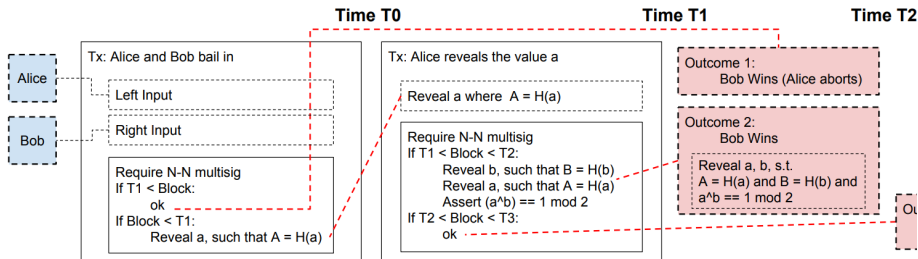 Time T0
Time T1
Time T2
Alice
Bob
Tx: Alice and Bob bail in
Left Input
Right Input
Require N-N multisig
If T1 < Block:
ok
If Block < T1:
Reveal a, such that A = H(a)
Tx: Alice reveals the value a
Reveal a where A = H(a)
Require N-N multisig
If T1 < Block < T2:
Reveal b, such that B = H(b)
Reveal a, such that A = H(a)
Assert (a^b) == 1 mod 2
If T2 < Block < T3:
ok
Outcome 1:
Bob Wins (Alice aborts)
Outcome 2:
Bob Wins
Reveal a, b, s.t.
A = H(a) and B = H(b) and
a^b == 1 mod 2